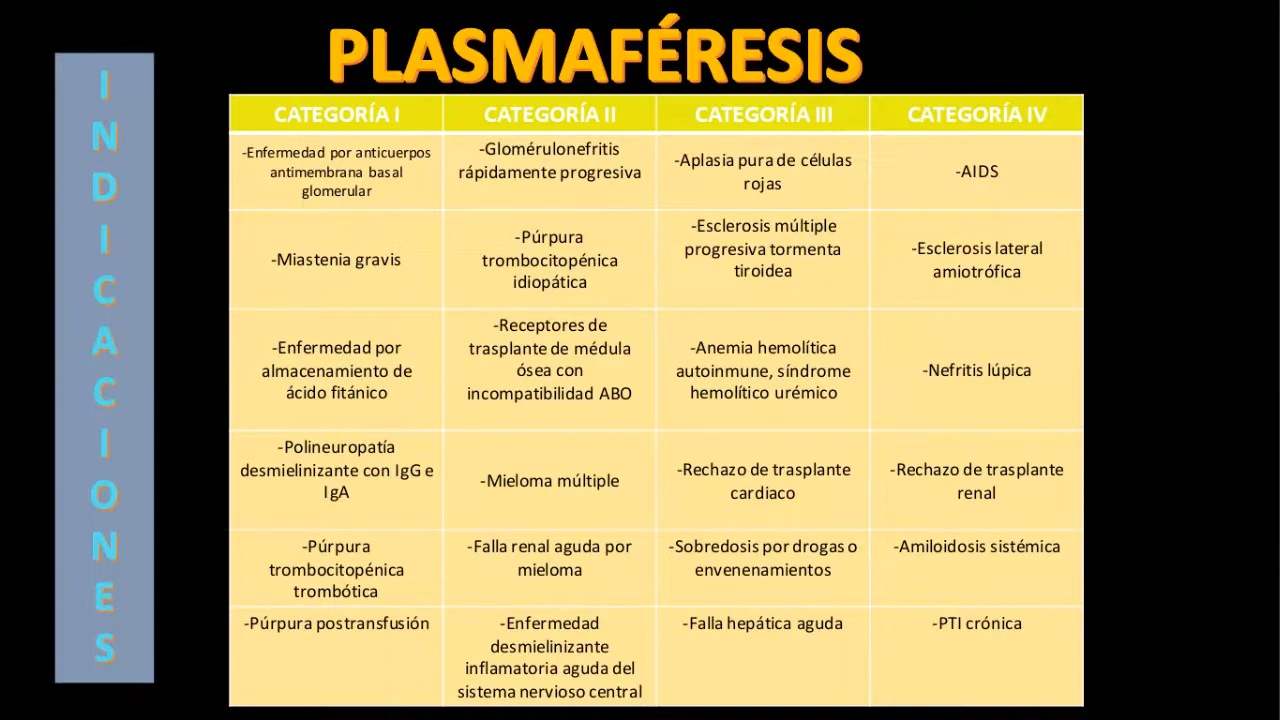 PLASMAFÉRESIS
INDICACIONES
CATEGORÍA I
CATEGORÍA II
CATEGORÍA III
CATEGORÍA IV
-Enfermedad por anticuerpos
antimembrana basal
glomerular
-Glomérulonefritis
rápidamente progresiva
-Aplasia pura de células
rojas
-AIDS
-Miastenia gravis
-Púrpura
trombocitopénica
idiopática
-Esclerosis múltiple
progresiva tormenta
tiroidea
-Esclerosis lateral
amiotrófica
-Enfermedad por
almacenamiento de
ácido fitánico
-Receptores de
trasplante de médula
ósea con
incompatibilidad ABO
-Anemia hemolítica
autoinmune, síndrome
hemolítico urémico
-Nefritis lúpica
-Polineuropatía
desmielinizante con IgG e
IgA
-Mieloma múltiple
-Rechazo de trasplante
cardiaco
-Rechazo de trasplante
renal
-Púrpura
trombocitopénica
trombótica
-Falla renal aguda por
mieloma
-Sobredosis por drogas o
envenenamientos
-Amiloidosis sistémica
-Púrpura postransfusión
-Enfermedad
desmielinizante
inflamatoria aguda del
sistema nervioso central
-Falla hepática aguda
-PTI crónica